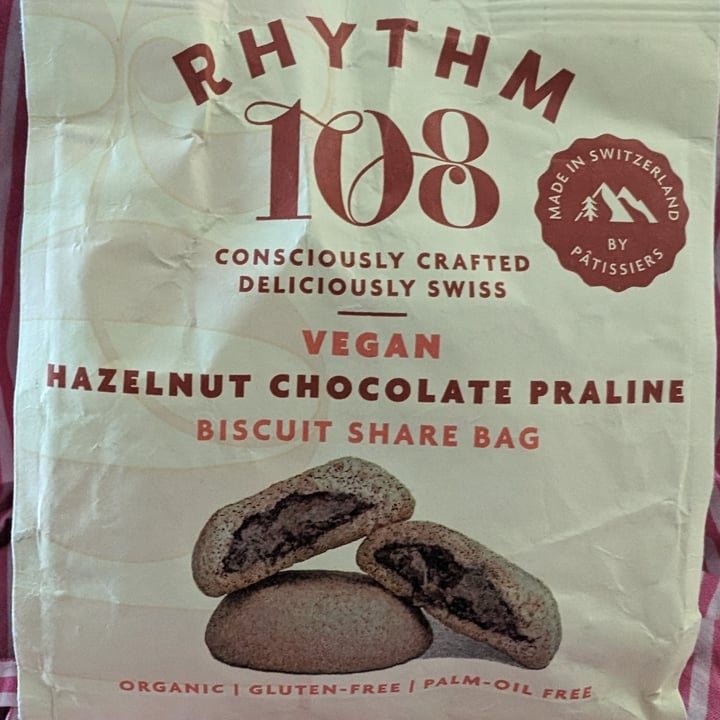 RHYTHM
108
MADE IN SWITZERLAND
BY
PÂTISSIERS
CONSCIOUSLY CRAFTED
DELICIOUSLY SWISS
VEGAN
HAZELNUT CHOCOLATE PRALINE
BISCUIT SHARE BAG
ORGANIC | GLUTEN-FREE | PALM-OIL FREE